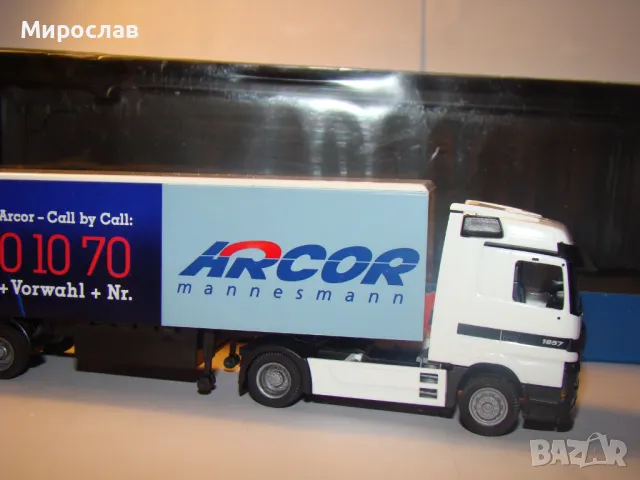 Мирослав
Arcor – Call by Call:
0 10 70
+ Vorwahl + Nr.
ARCOR
mannesmann
1857
BAZAR